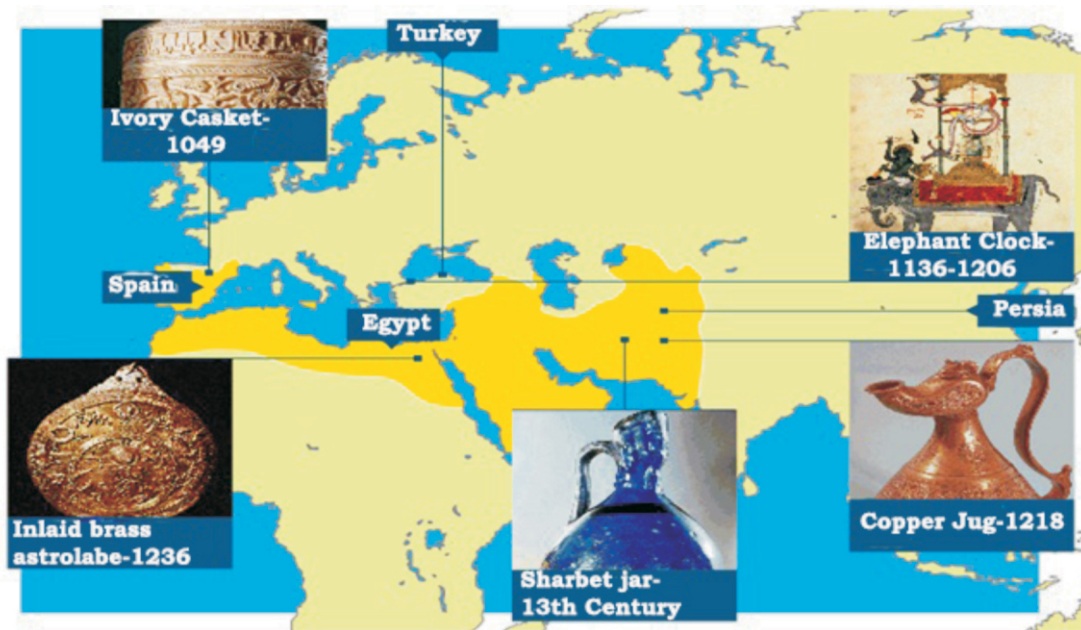 Turkey
Ivory Casket-
1049
Elephant Clock-
1136-1206
Spain
Persia
Egypt
Inlaid brass
astrolabe-1236
Sharbet jar-
13th Century
Copper Jug-1218